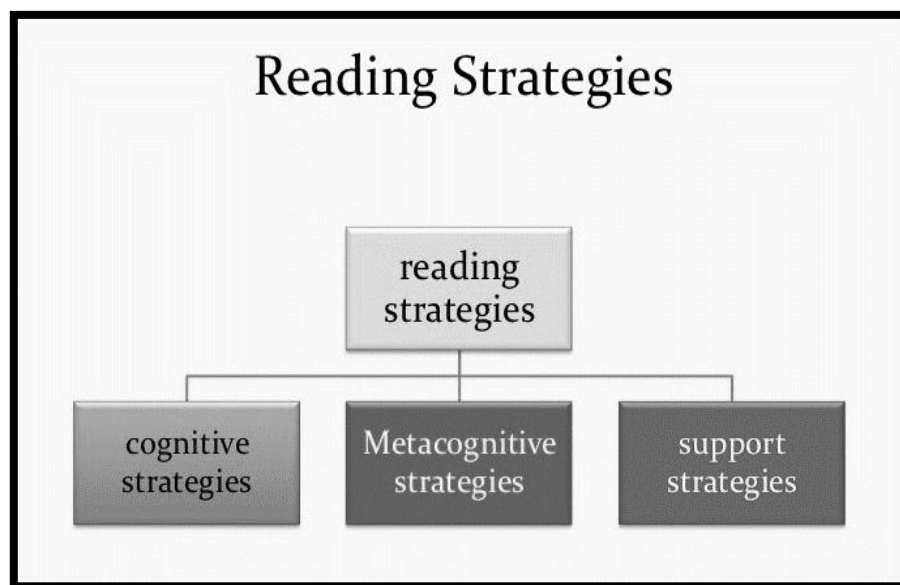 Reading Strategies
reading
strategies
cognitive
strategies
Metacognitive
strategies
support
strategies